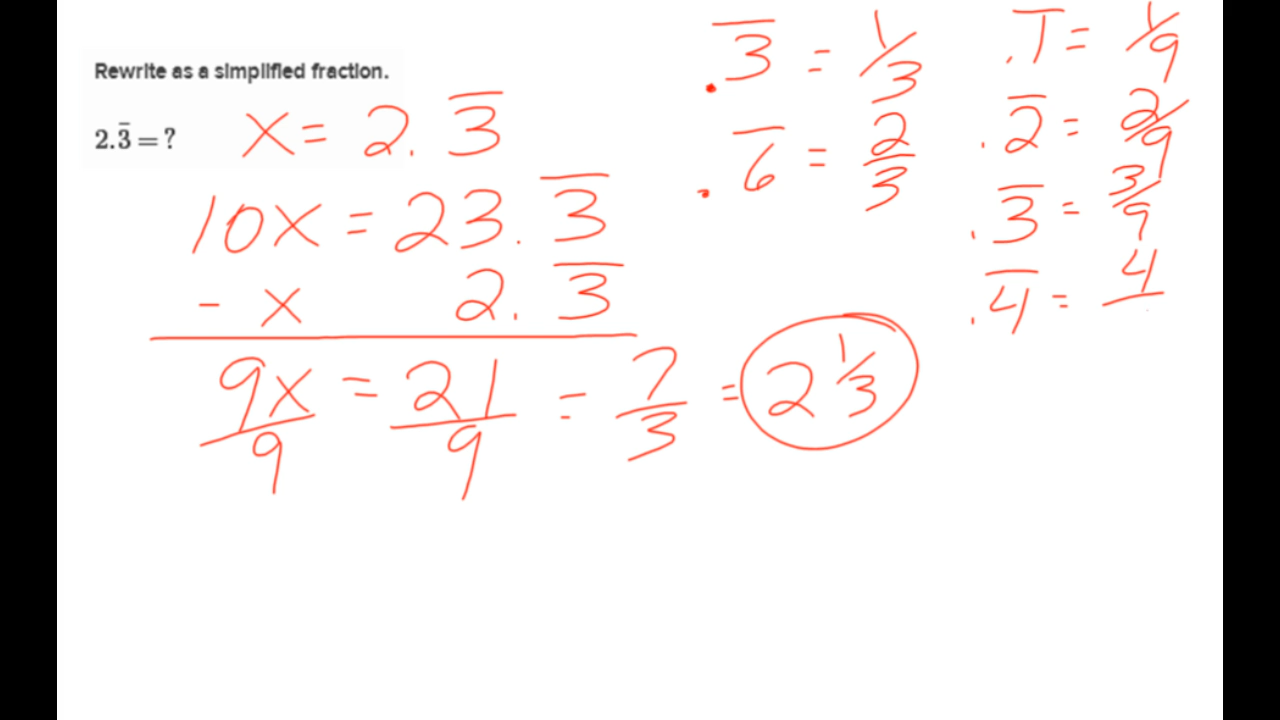 Rewrite as a simplified fraction.
2.3̅ = ?
x = 2.3̅
10x = 23.3̅
- x 2.3̅
9x/9 = 21/9 = 7/3 = 2 1/3
.3̅ = 1/3
.6̅ = 2/3
.1̅ = 1/9
.2̅ = 2/9
.3̅ = 3/9
.4̅ = 4/